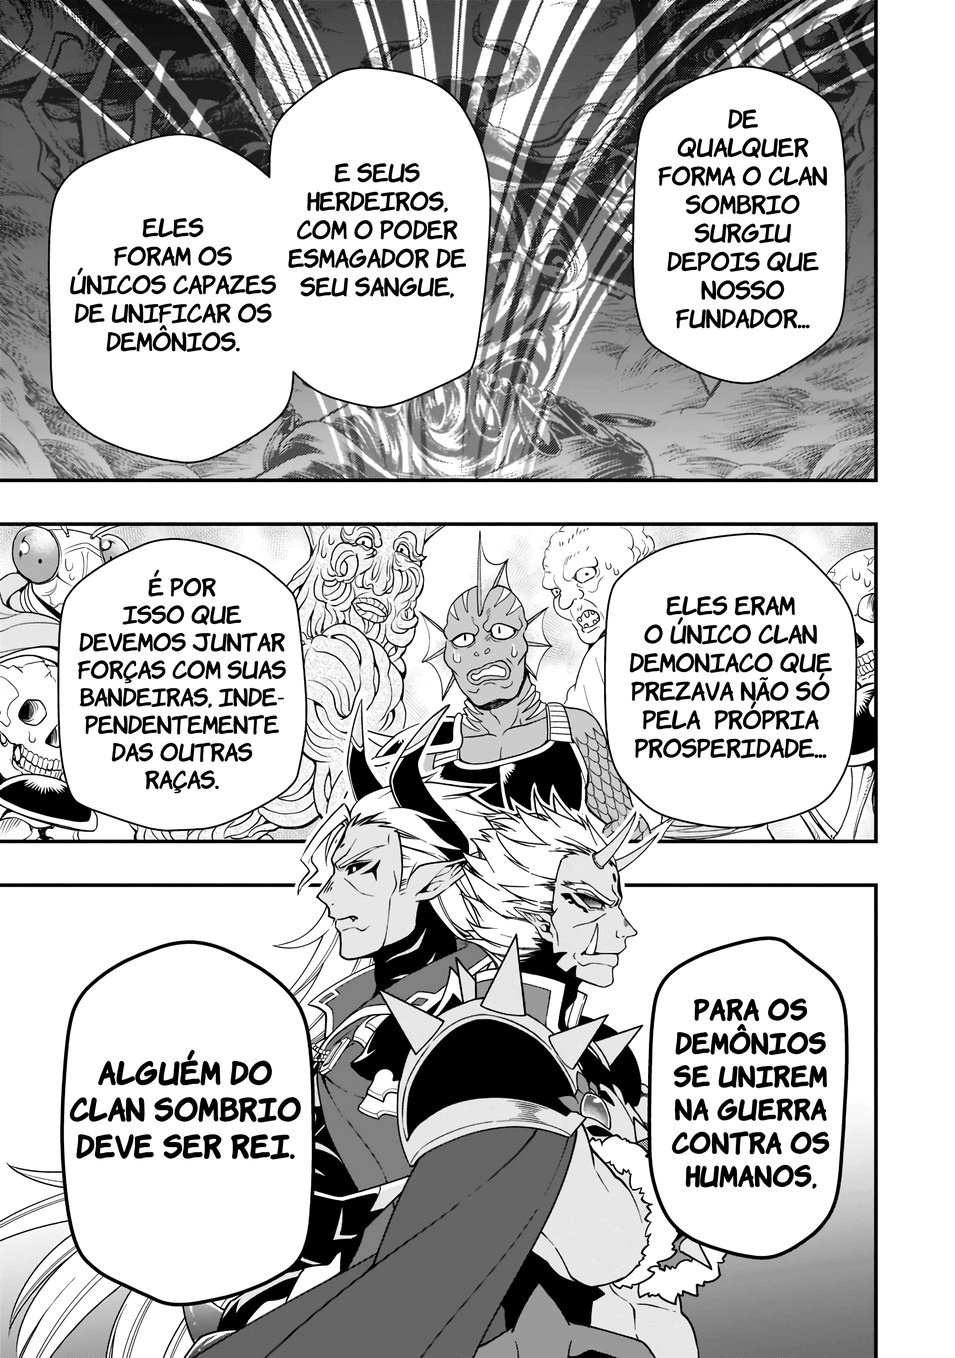 DE
QUALQUER
FORMA O CLAN
SOMBRIO
SURGIU
DEPOIS QUE
NOSSO
FUNDADOR...
E SEUS
HERDEIROS,
COM O PODER
ESMAGADOR DE
SEU SANGUE,
ELES
FORAM OS
ÚNICOS CAPAZES
DE UNIFICAR OS
DEMÔNIOS.
ELES ERAM
O ÚNICO CLAN
DEMONIACO QUE
PREZAVA NÃO SÓ
PELA PRÓPRIA
PROSPERIDADE...
É POR
ISSO QUE
DEVEMOS JUNTAR
FORÇAS COM SUAS
BANDEIRAS, INDE-
PENDENTEMENTE
DAS OUTRAS
RAÇAS.
PARA OS
DEMÔNIOS
SE UNIREM
NA GUERRA
CONTRA OS
HUMANOS,
ALGUÉM DO
CLAN SOMBRIO
DEVE SER REI.